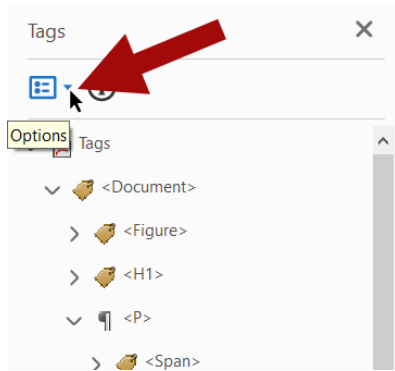 Tags
Options
Tags
<Document>
<Figure>
<H1>
<P>
<Span>